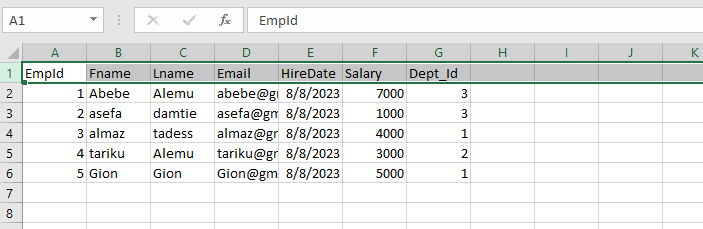 A1 EmpId
A B C D E F G H I J K
1 EmpId Fname Lname Email HireDate Salary Dept_Id
2 1 Abebe Alemu abebe@gr 8/8/2023 7000 3
3 2 asefa damtie asefa@gm 8/8/2023 1000 3
4 3 almaz tadess almaz@gr 8/8/2023 4000 1
5 4 tariku Alemu tariku@gr 8/8/2023 3000 2
6 5 Gion Gion Gion@gm 8/8/2023 5000 1
7
8